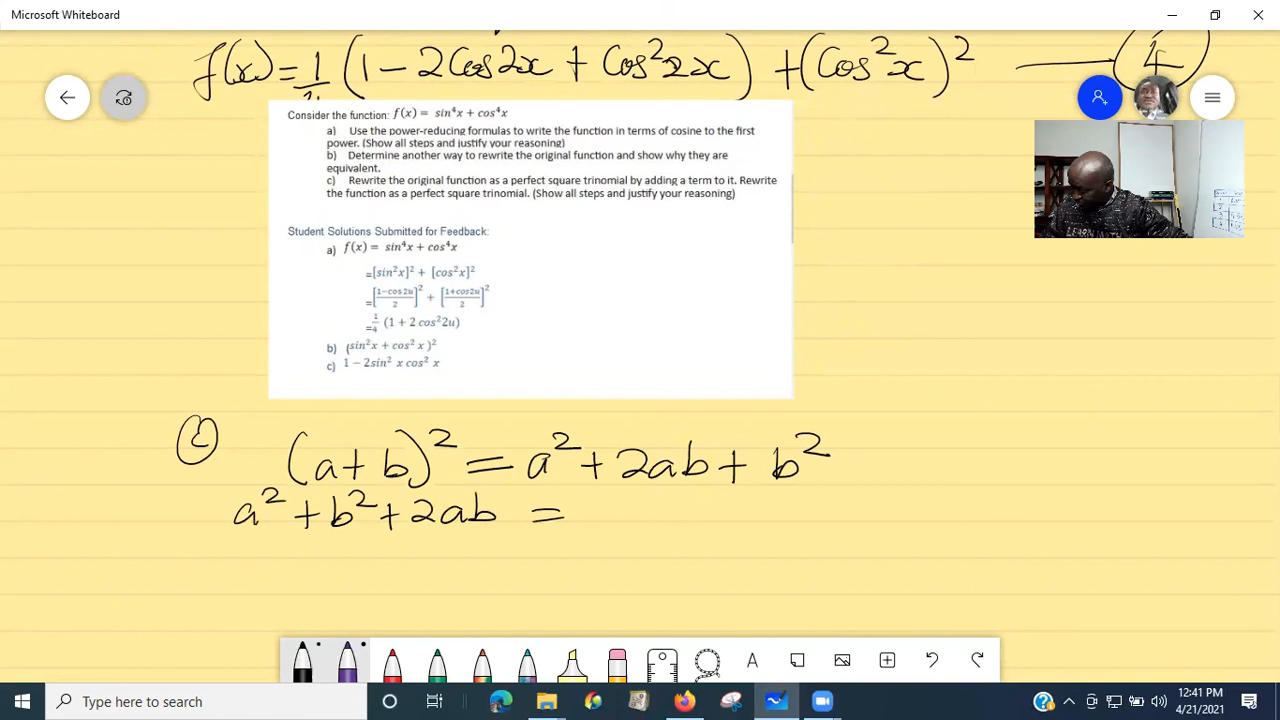 Microsoft Whiteboard
f(x) = 1 (1 - 2Cos2x + Cos²2x) + (Cos²x)²
Consider the function: f(x) = sin⁴x + cos⁴x
a) Use the power-reducing formulas to write the function in terms of cosine to the first
power. (Show all steps and justify your reasoning)
b) Determine another way to rewrite the original function and show why they are
equivalent.
c) Rewrite the original function as a perfect square trinomial by adding a term to it. Rewrite
the function as a perfect square trinomial. (Show all steps and justify your reasoning)
Student Solutions Submitted for Feedback:
a) f(x) = sin⁴x + cos⁴x
=[sin²x]² + [cos²x]²
=[1−cos2u/2]² + [1+cos2u/2]²
=1/4 (1 + 2 cos²2u)
b) (sin²x + cos² x )²
c) 1 − 2sin² x cos² x
(a + b)² = a² + 2ab + b²
a² + b² + 2ab =
A
Type here to search
12:41 PM
4/21/2021